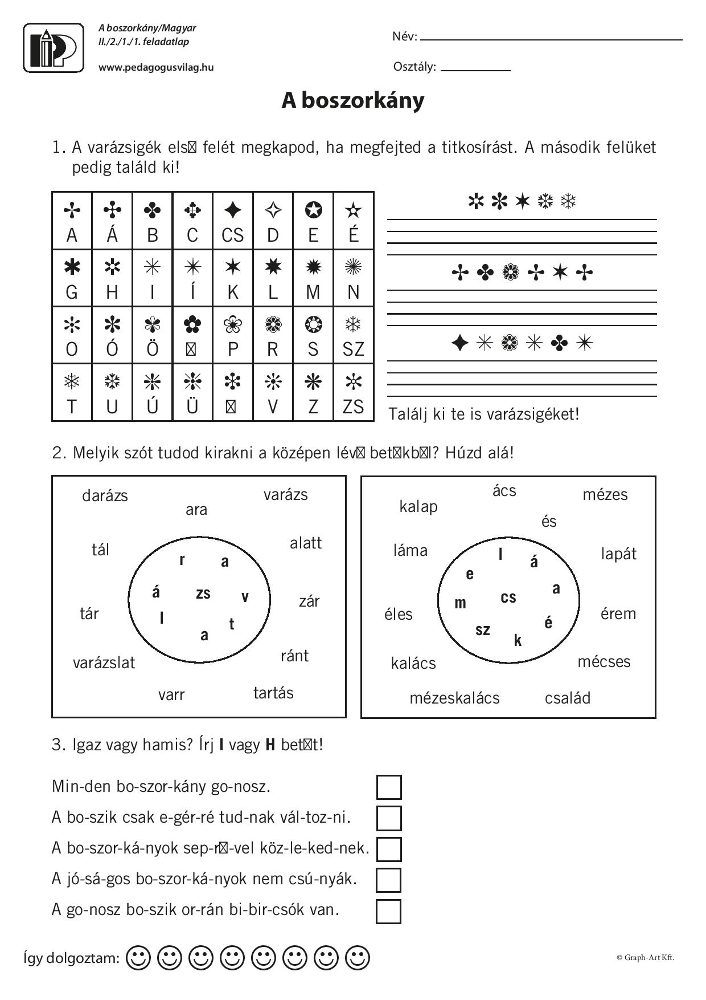 A boszorkány/Magyar
II./2./1./1. feladatlap
www.pedagogusvilag.hu
Név:
Osztály:
A boszorkány
1. A varázsigék els▯ felét megkapod, ha megfejted a titkosírást. A második felüket
pedig találd ki!
A Á B C CS D E É
G H I Í K L M N
O Ó Ö ▯ P R S SZ
T U Ú Ü ▯ V Z ZS
Találj ki te is varázsigéket!
2. Melyik szót tudod kirakni a középen lév▯ bet▯kb▯l? Húzd alá!
darázs
varázs
ara
tál
alatt
r a
á zs v
l t
a
tár
zár
varázslat
ránt
varr
tartás
ács
mézes
kalap
és
láma
lapát
l á
e
a
m cs
é
sz
k
éles
érem
kalács
mécses
mézeskalács
család
3. Igaz vagy hamis? Írj I vagy H bet▯t!
Min-den bo-szor-kány go-nosz.
A bo-szik csak e-gér-ré tud-nak vál-toz-ni.
A bo-szor-ká-nyok sep-r▯-vel köz-le-ked-nek.
A jó-sá-gos bo-szor-ká-nyok nem csú-nyák.
A go-nosz bo-szik or-rán bi-bir-csók van.
Így dolgoztam:
© Graph-Art Kft.